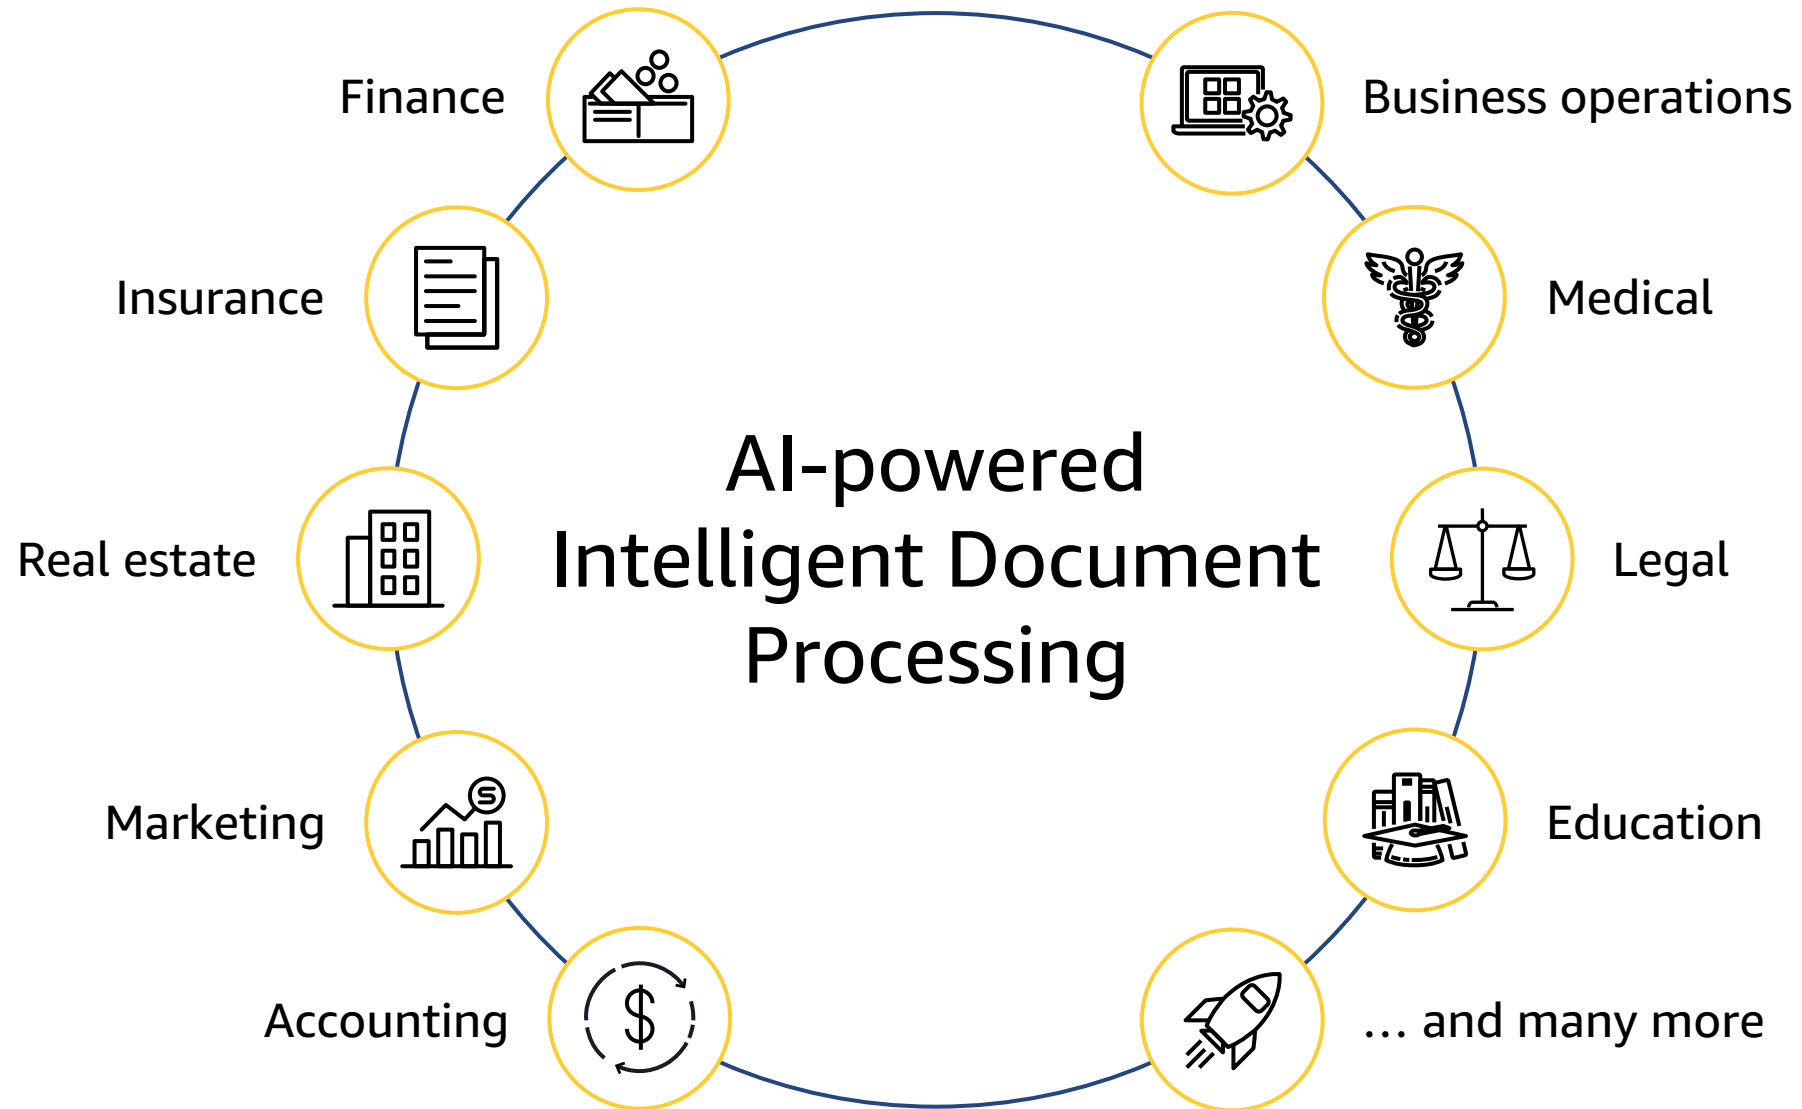 Finance
Business operations
Insurance
Medical
AI-powered
Intelligent Document
Processing
Real estate
Legal
Marketing
Education
Accounting
... and many more